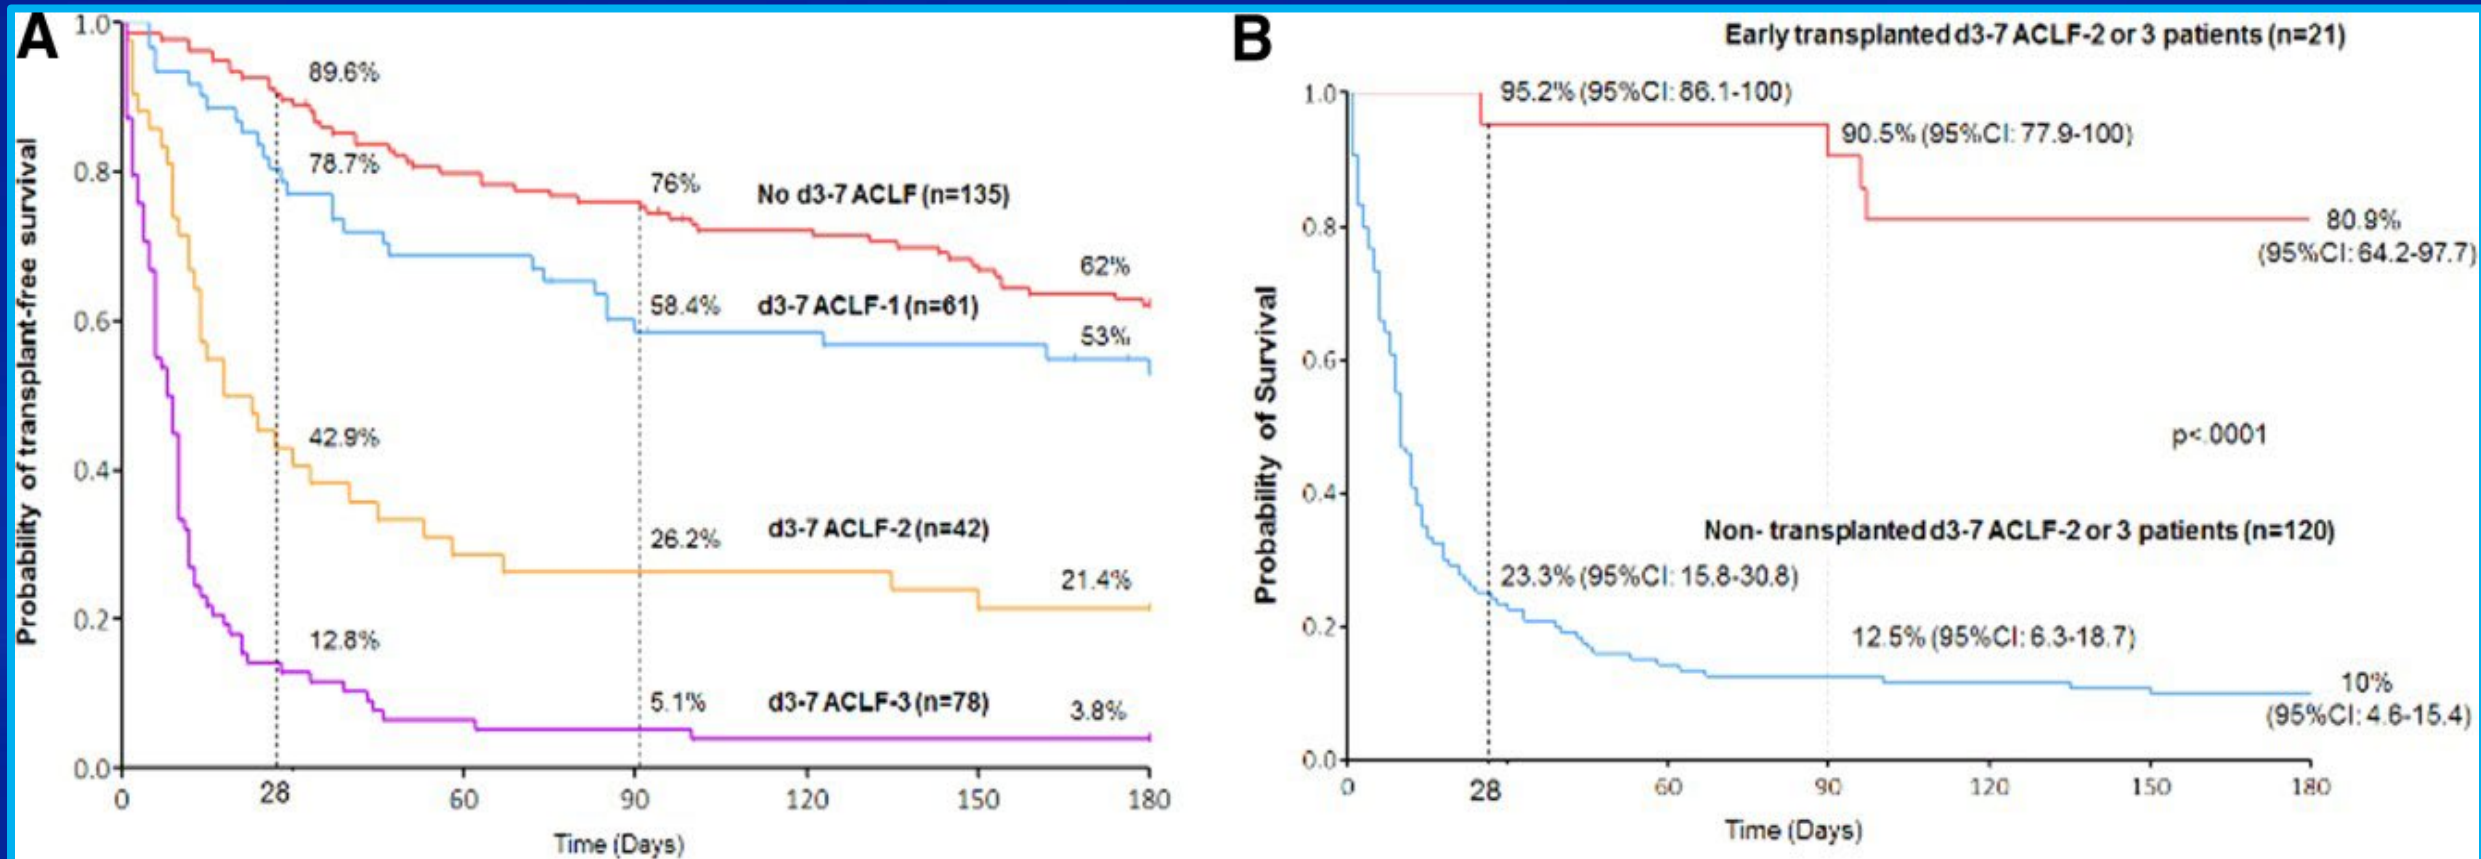 A
Probability of transplant-free survival
1.0
0.8
0.6
0.4
0.2
0.0
89.6%
78.7%
76%
No d3-7 ACLF (n=135)
62%
58.4%
d3-7 ACLF-1 (n=61)
53%
42.9%
26.2%
d3-7 ACLF-2 (n=42)
21.4%
12.8%
5.1%
d3-7 ACLF-3 (n=78)
3.8%
0 28 60 90 120 150 180
Time (Days)
B
Early transplanted d3-7 ACLF-2 or 3 patients (n=21)
Probability of Survival
1.0
0.8
0.6
0.4
0.2
0.0
95.2% (95%CI: 86.1-100)
90.5% (95%CI: 77.9-100)
80.9%
(95%CI: 64.2-97.7)
p<.0001
Non- transplanted d3-7 ACLF-2 or 3 patients (n=120)
23.3% (95%CI: 15.8-30.8)
12.5% (95%CI: 6.3-18.7)
10%
(95%CI: 4.6-15.4)
0 28 60 90 120 150 180
Time (Days)